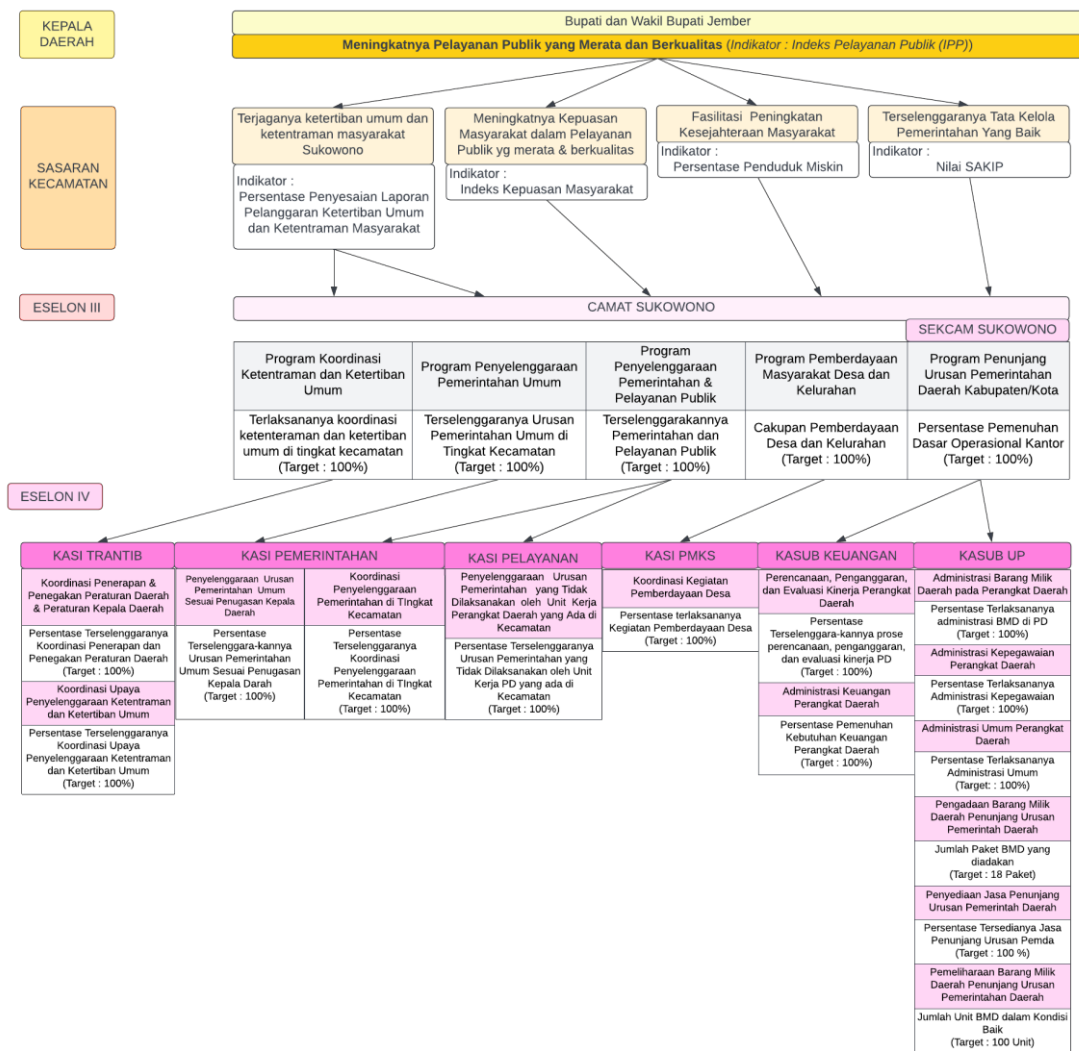 KEPALA
DAERAH
Bupati dan Wakil Bupati Jember
Meningkatnya Pelayanan Publik yang Merata dan Berkualitas (Indikator : Indeks Pelayanan Publik (IPP))
SASARAN
KECAMATAN
Terjaganya ketertiban umum dan
ketentraman masyarakat
Sukowono
Indikator :
Persentase Penyesaian Laporan
Pelanggaran Ketertiban Umum
dan Ketentraman Masyarakat
Meningkatnya Kepuasan
Masyarakat dalam Pelayanan
Publik yg merata & berkualitas
Indikator :
Indeks Kepuasan Masyarakat
Fasilitasi Peningkatan
Kesejahteraan Masyarakat
Indikator :
Persentase Penduduk Miskin
Terselenggaranya Tata Kelola
Pemerintahan Yang Baik
Indikator :
Nilai SAKIP
ESELON III
CAMAT SUKOWONO
SEKCAM SUKOWONO
Program Koordinasi
Ketentraman dan Ketertiban
Umum
Terlaksananya koordinasi
ketenteraman dan ketertiban
umum di tingkat kecamatan
(Target : 100%)
Program Penyelenggaraan
Pemerintahan Umum
Terselenggaranya Urusan
Pemerintahan Umum di
Tingkat Kecamatan
(Target : 100%)
Program
Penyelenggaraan
Pemerintahan &
Pelayanan Publik
Terselenggarakannya
Pemerintahan dan
Pelayanan Publik
(Target : 100%)
Program Pemberdayaan
Masyarakat Desa dan
Kelurahan
Cakupan Pemberdayaan
Desa dan Kelurahan
(Target : 100%)
Program Penunjang
Urusan Pemerintahan
Daerah Kabupaten/Kota
Persentase Pemenuhan
Dasar Operasional Kantor
(Target : 100%)
ESELON IV
KASI TRANTIB
Koordinasi Penerapan &
Penegakan Peraturan Daerah
& Peraturan Kepala Daerah
Persentase Terselenggaranya
Koordinasi Penerapan dan
Penegakan Peraturan Daerah
(Target : 100%)
Koordinasi Upaya
Penyelenggaraan Ketentraman
dan Ketertiban Umum
Persentase Terselenggaranya
Koordinasi Upaya
Penyelenggaraan Ketentraman
dan Ketertiban Umum
(Target : 100%)
KASI PEMERINTAHAN
Penyelenggaraan Urusan
Pemerintahan Umum
Sesuai Penugasan Kepala
Daerah
Persentase
Terselenggara-kannya
Urusan Pemerintahan
Umum Sesuai Penugasan
Kepala Darah
(Target : 100%)
Koordinasi
Penyelenggaraan
Pemerintahan di TIngkat
Kecamatan
Persentase
Terselenggaranya
Koordinasi
Penyelenggaraan
Pemerintahan di TIngkat
Kecamatan
(Target : 100%)
KASI PELAYANAN
Penyelenggaraan Urusan
Pemerintahan yang Tidak
Dilaksanakan oleh Unit Kerja
Perangkat Daerah yang Ada di
Kecamatan
Persentase Terselenggaranya
Urusan Pemerintahan yang
Tidak Dilaksanakan oleh Unit
Kerja PD yang ada di
Kecamatan
(Target : 100%)
KASI PMKS
Koordinasi Kegiatan
Pemberdayaan Desa
Persentase terlaksananya
Kegiatan Pemberdayaan Desa
(Target : 100%)
KASUB KEUANGAN
Perencanaan, Penganggaran,
dan Evaluasi Kinerja Perangkat
Daerah
Persentase
Terselenggara-kannya prose
perencanaan, penganggaran,
dan evaluasi kinerja PD
(Target : 100%)
Administrasi Keuangan
Perangkat Daerah
Persentase Pemenuhan
Kebutuhan Keuangan
Perangkat Daerah
(Target : 100%)
KASUB UP
Administrasi Barang Milik
Daerah pada Perangkat Daerah
Persentase Terlaksananya
administrasi BMD di PD
(Target : 100%)
Administrasi Kepegawaian
Perangkat Daerah
Persentase Terlaksananya
Administrasi Kepegawaian
(Target : 100%)
Administrasi Umum Perangkat
Daerah
Persentase Terlaksananya
Administrasi Umum
(Target: : 100%)
Pengadaan Barang Milik
Daerah Penunjang Urusan
Pemerintah Daerah
Jumlah Paket BMD yang
diadakan
(Target : 18 Paket)
Penyediaan Jasa Penunjang
Urusan Pemerintah Daerah
Persentase Tersedianya Jasa
Penunjang Urusan Pemda
(Target : 100 %)
Pemeliharaan Barang Milik
Daerah Penunjang Urusan
Pemerintahan Daerah
Jumlah Unit BMD dalam Kondisi
Baik
(Target : 100 Unit)